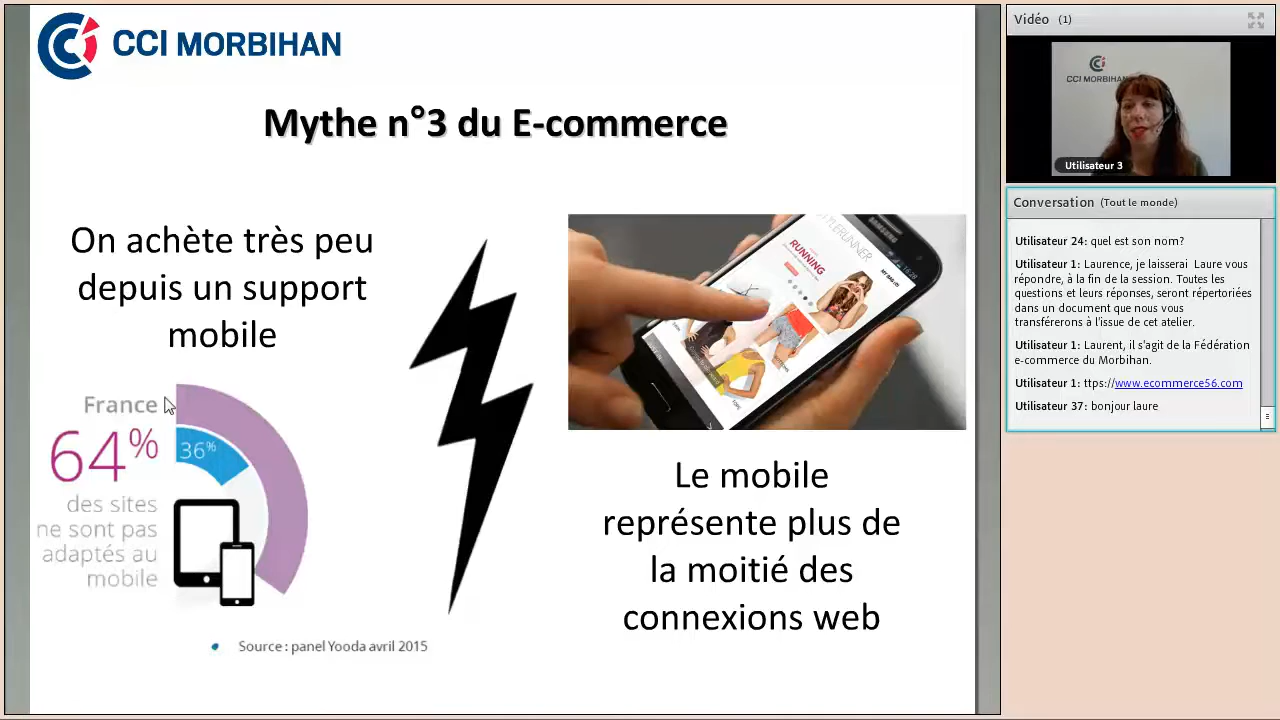 CCI MORBIHAN
Mythe n°3 du E-commerce
On achète très peu
depuis un support
mobile
France
64%
36%
des sites
ne sont pas
adaptés au
mobile
Source : panel Yooda avril 2015
RUNNING
16:28
Le mobile
représente plus de
la moitié des
connexions web
Vidéo (1)
CCI MORBIHAN
Utilisateur 3
Conversation (Tout le monde)
Utilisateur 24: quel est son nom?
Utilisateur 1: Laurence, je laisserai Laure vous
répondre, à la fin de la session. Toutes les
questions et leurs réponses, seront répertoriées
dans un document que nous vous
transférerons à l'issue de cet atelier.
Utilisateur 1: Laurent, il s'agit de la Fédération
e-commerce du Morbihan.
Utilisateur 1: ttps://www.ecommerce56.com
Utilisateur 37: bonjour laure